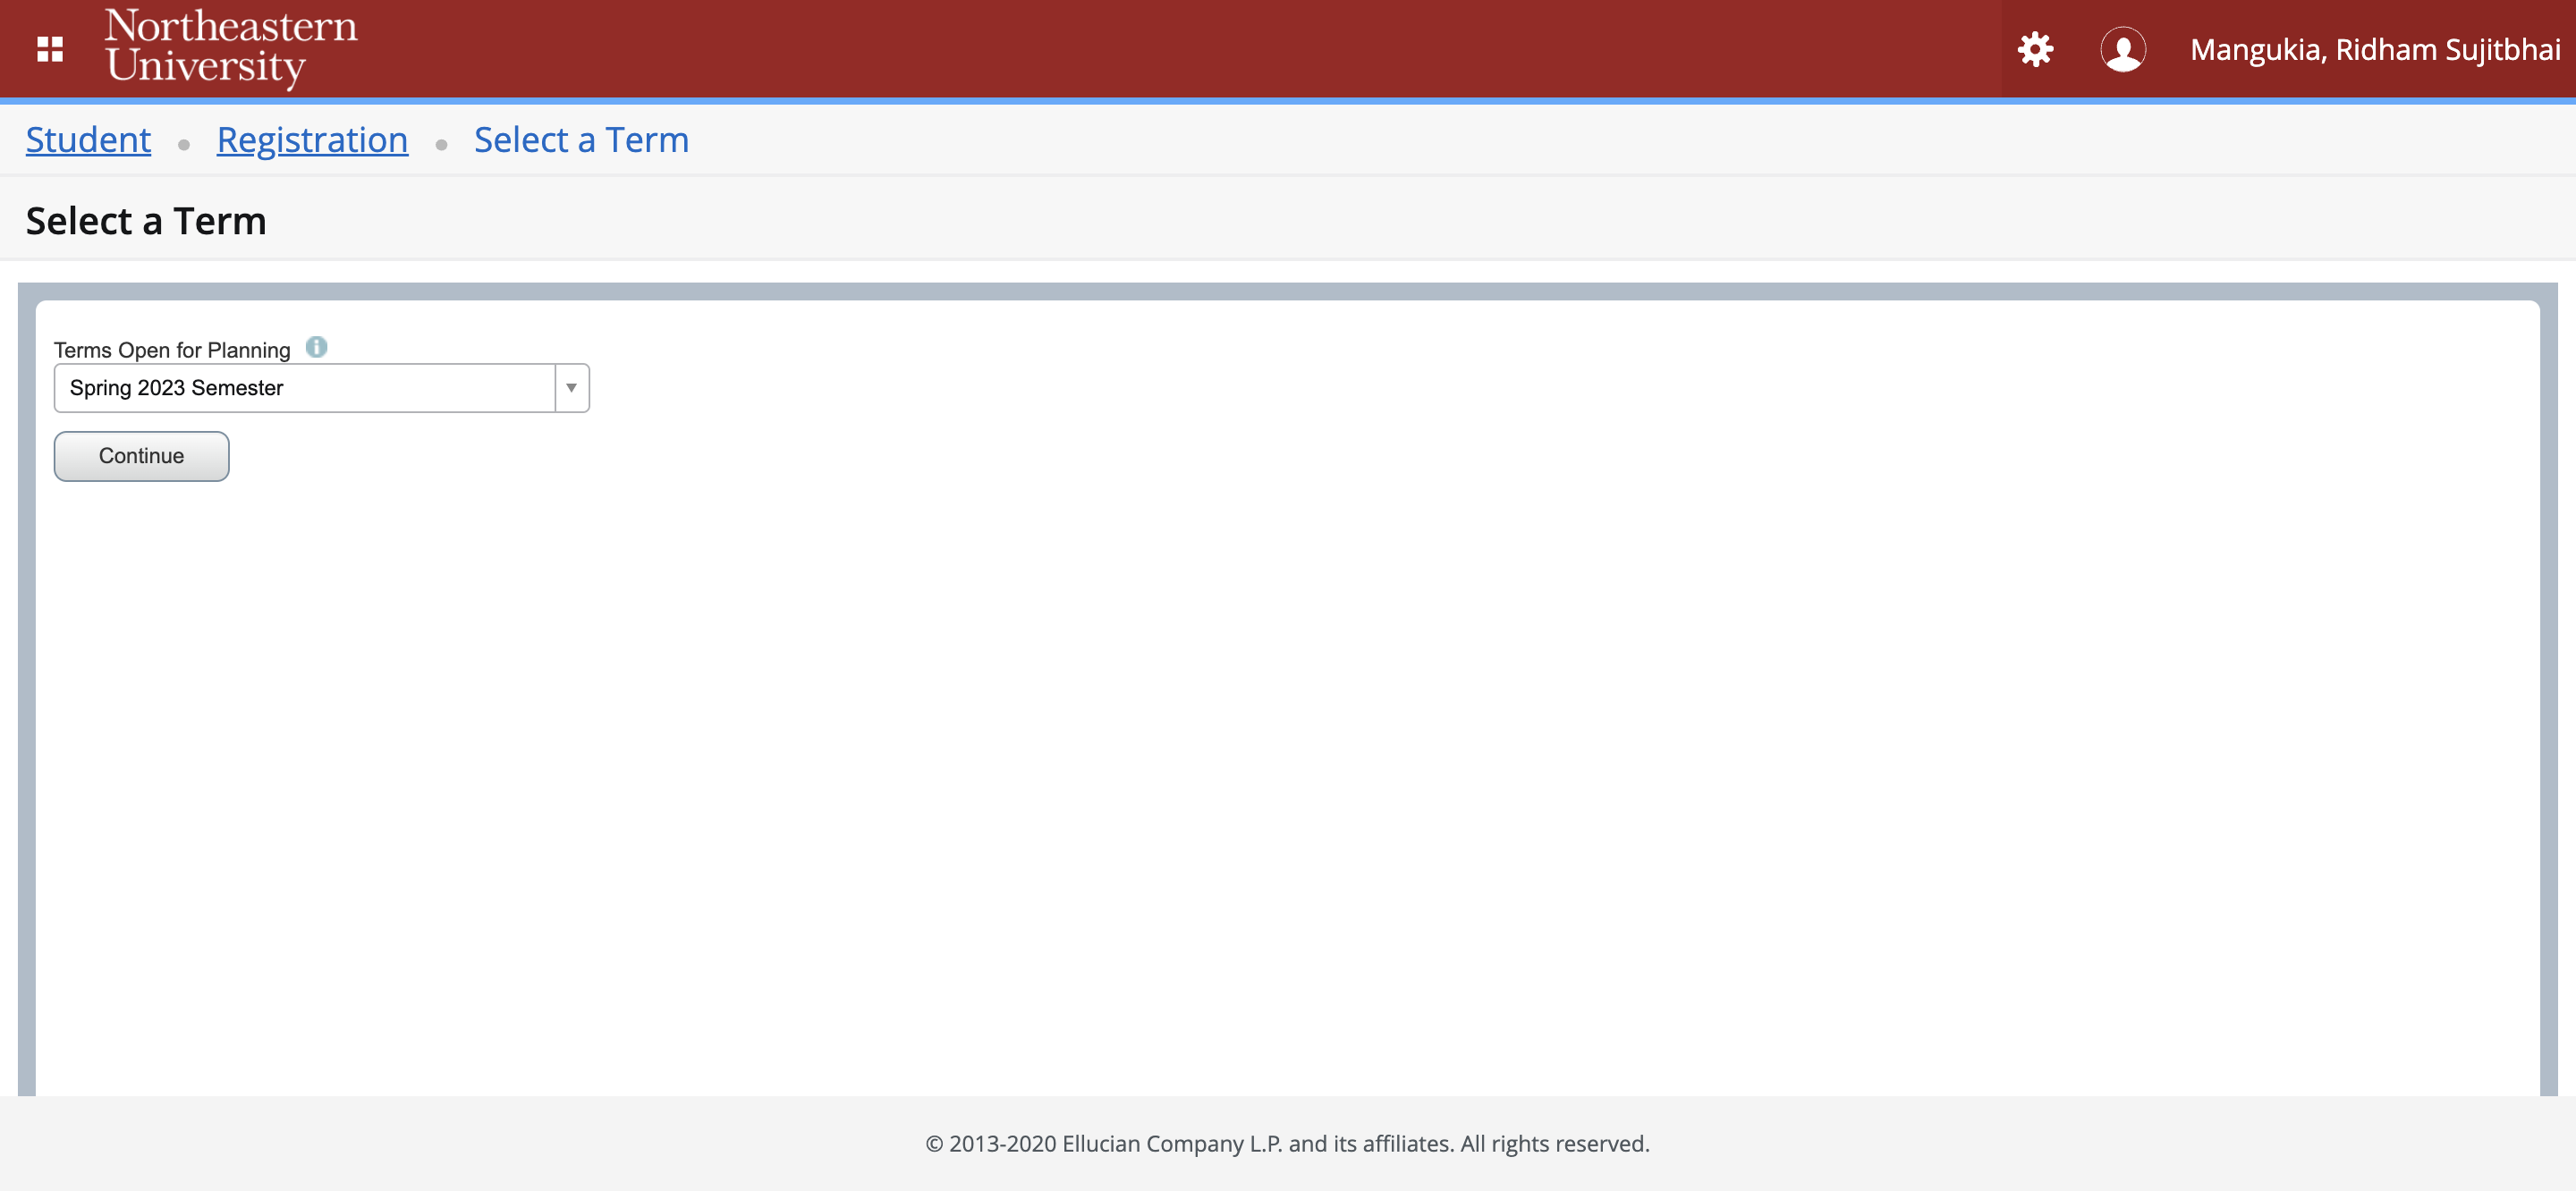 Northeastern
University
Mangukia, Ridham Sujitbhai
Student
Registration
Select a Term
Select a Term
Terms Open for Planning
Spring 2023 Semester
Continue
© 2013-2020 Ellucian Company L.P. and its affiliates. All rights reserved.